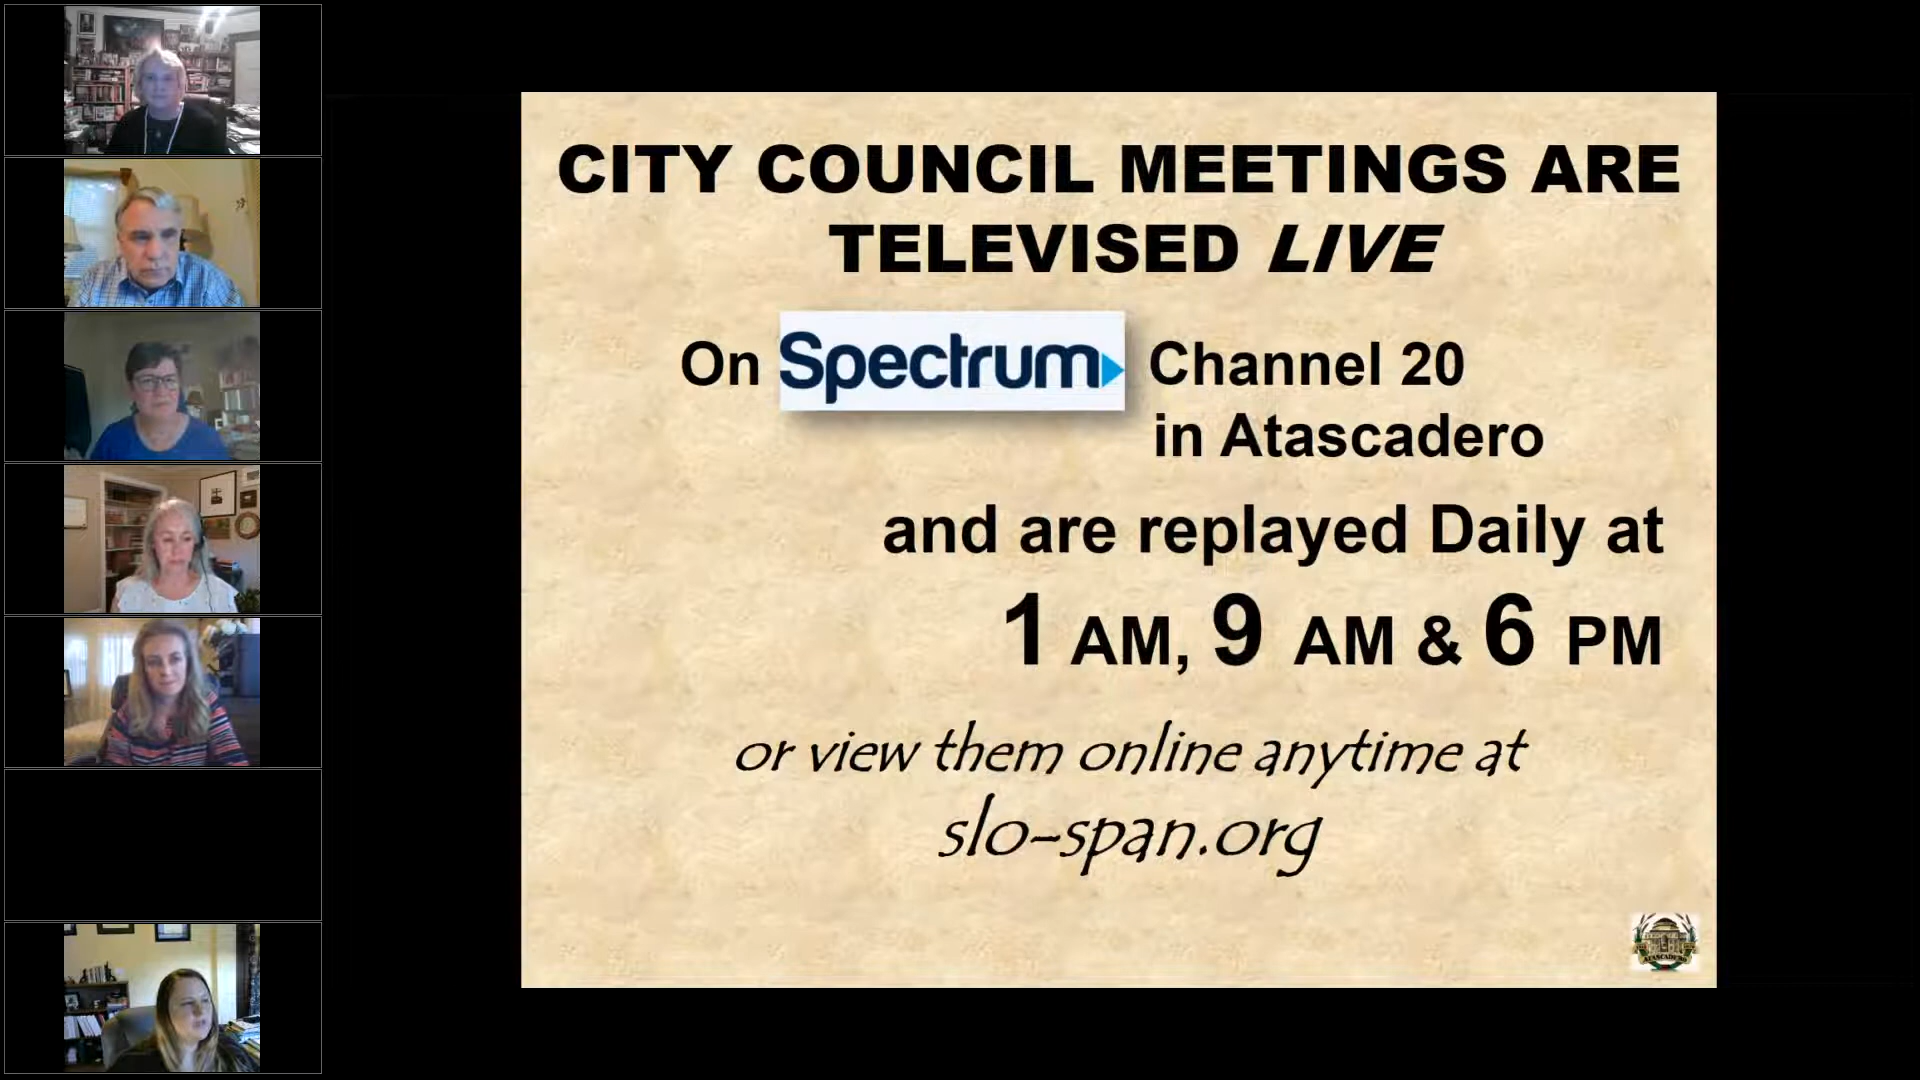 CITY COUNCIL MEETINGS ARE
TELEVISED LIVE
On Spectrum Channel 20
in Atascadero
and are replayed Daily at
1 AM, 9 AM & 6 PM
or view them online anytime at
slo-span.org
ATASCADERO